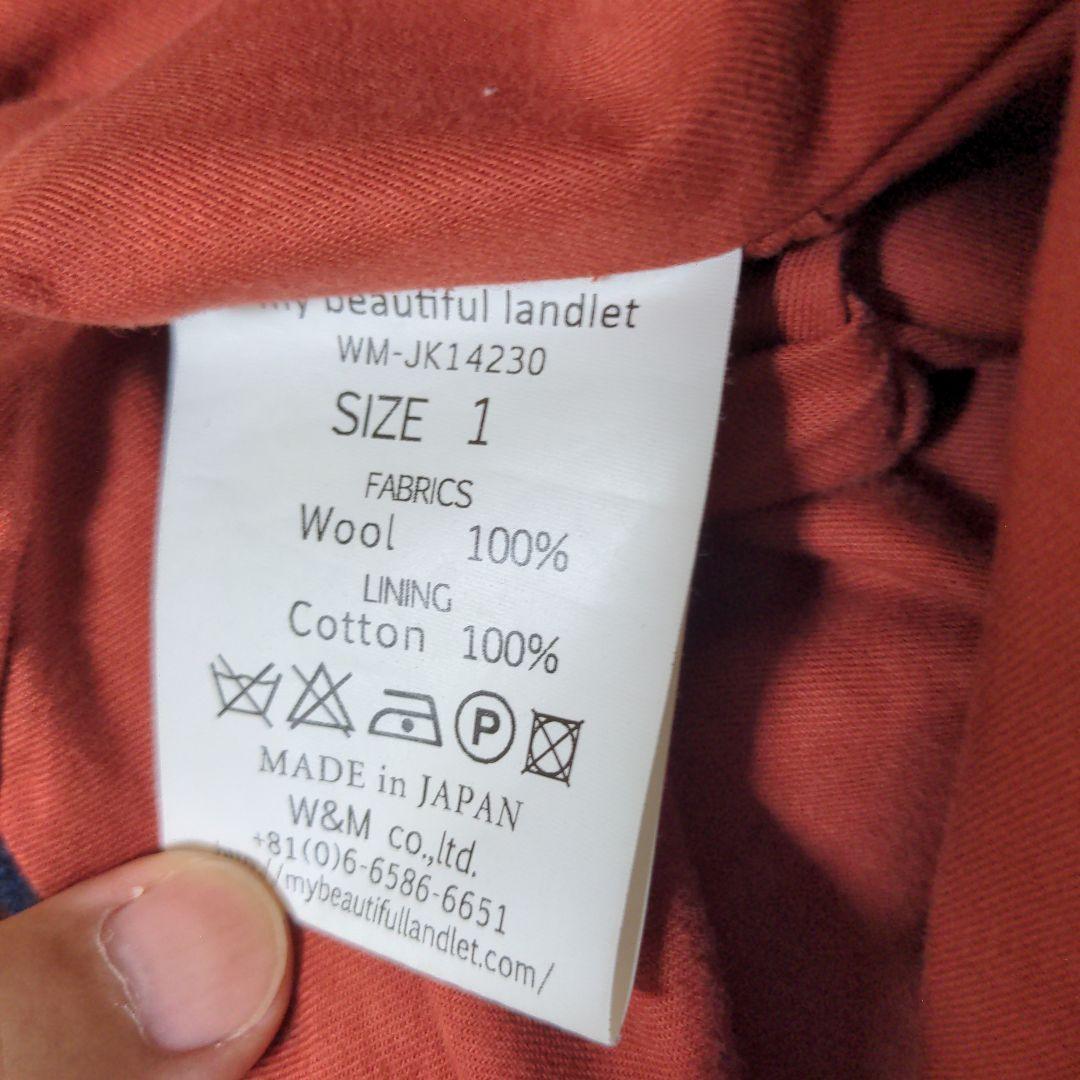 my beautiful landlet
WM-JK14230
SIZE 1
FABRICS
Wool 100%
LINING
Cotton 100%
P
MADE in JAPAN
W&M co.,ltd.
+81(0)6-6586-6651
//mybeautifullandlet.com/